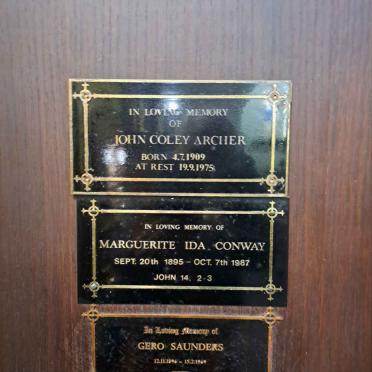 IN LOVING MEMORY
OF
JOHN COLEY ARCHER
BORN 4.7.1909
AT REST 19.9.1975
IN LOVING MEMORY OF
MARGUERITE IDA CONWAY
SEPT. 20th 1895 - OCT. 7th 1987
JOHN 14. 2-3
In Loving Memory of
GERO SAUNDERS